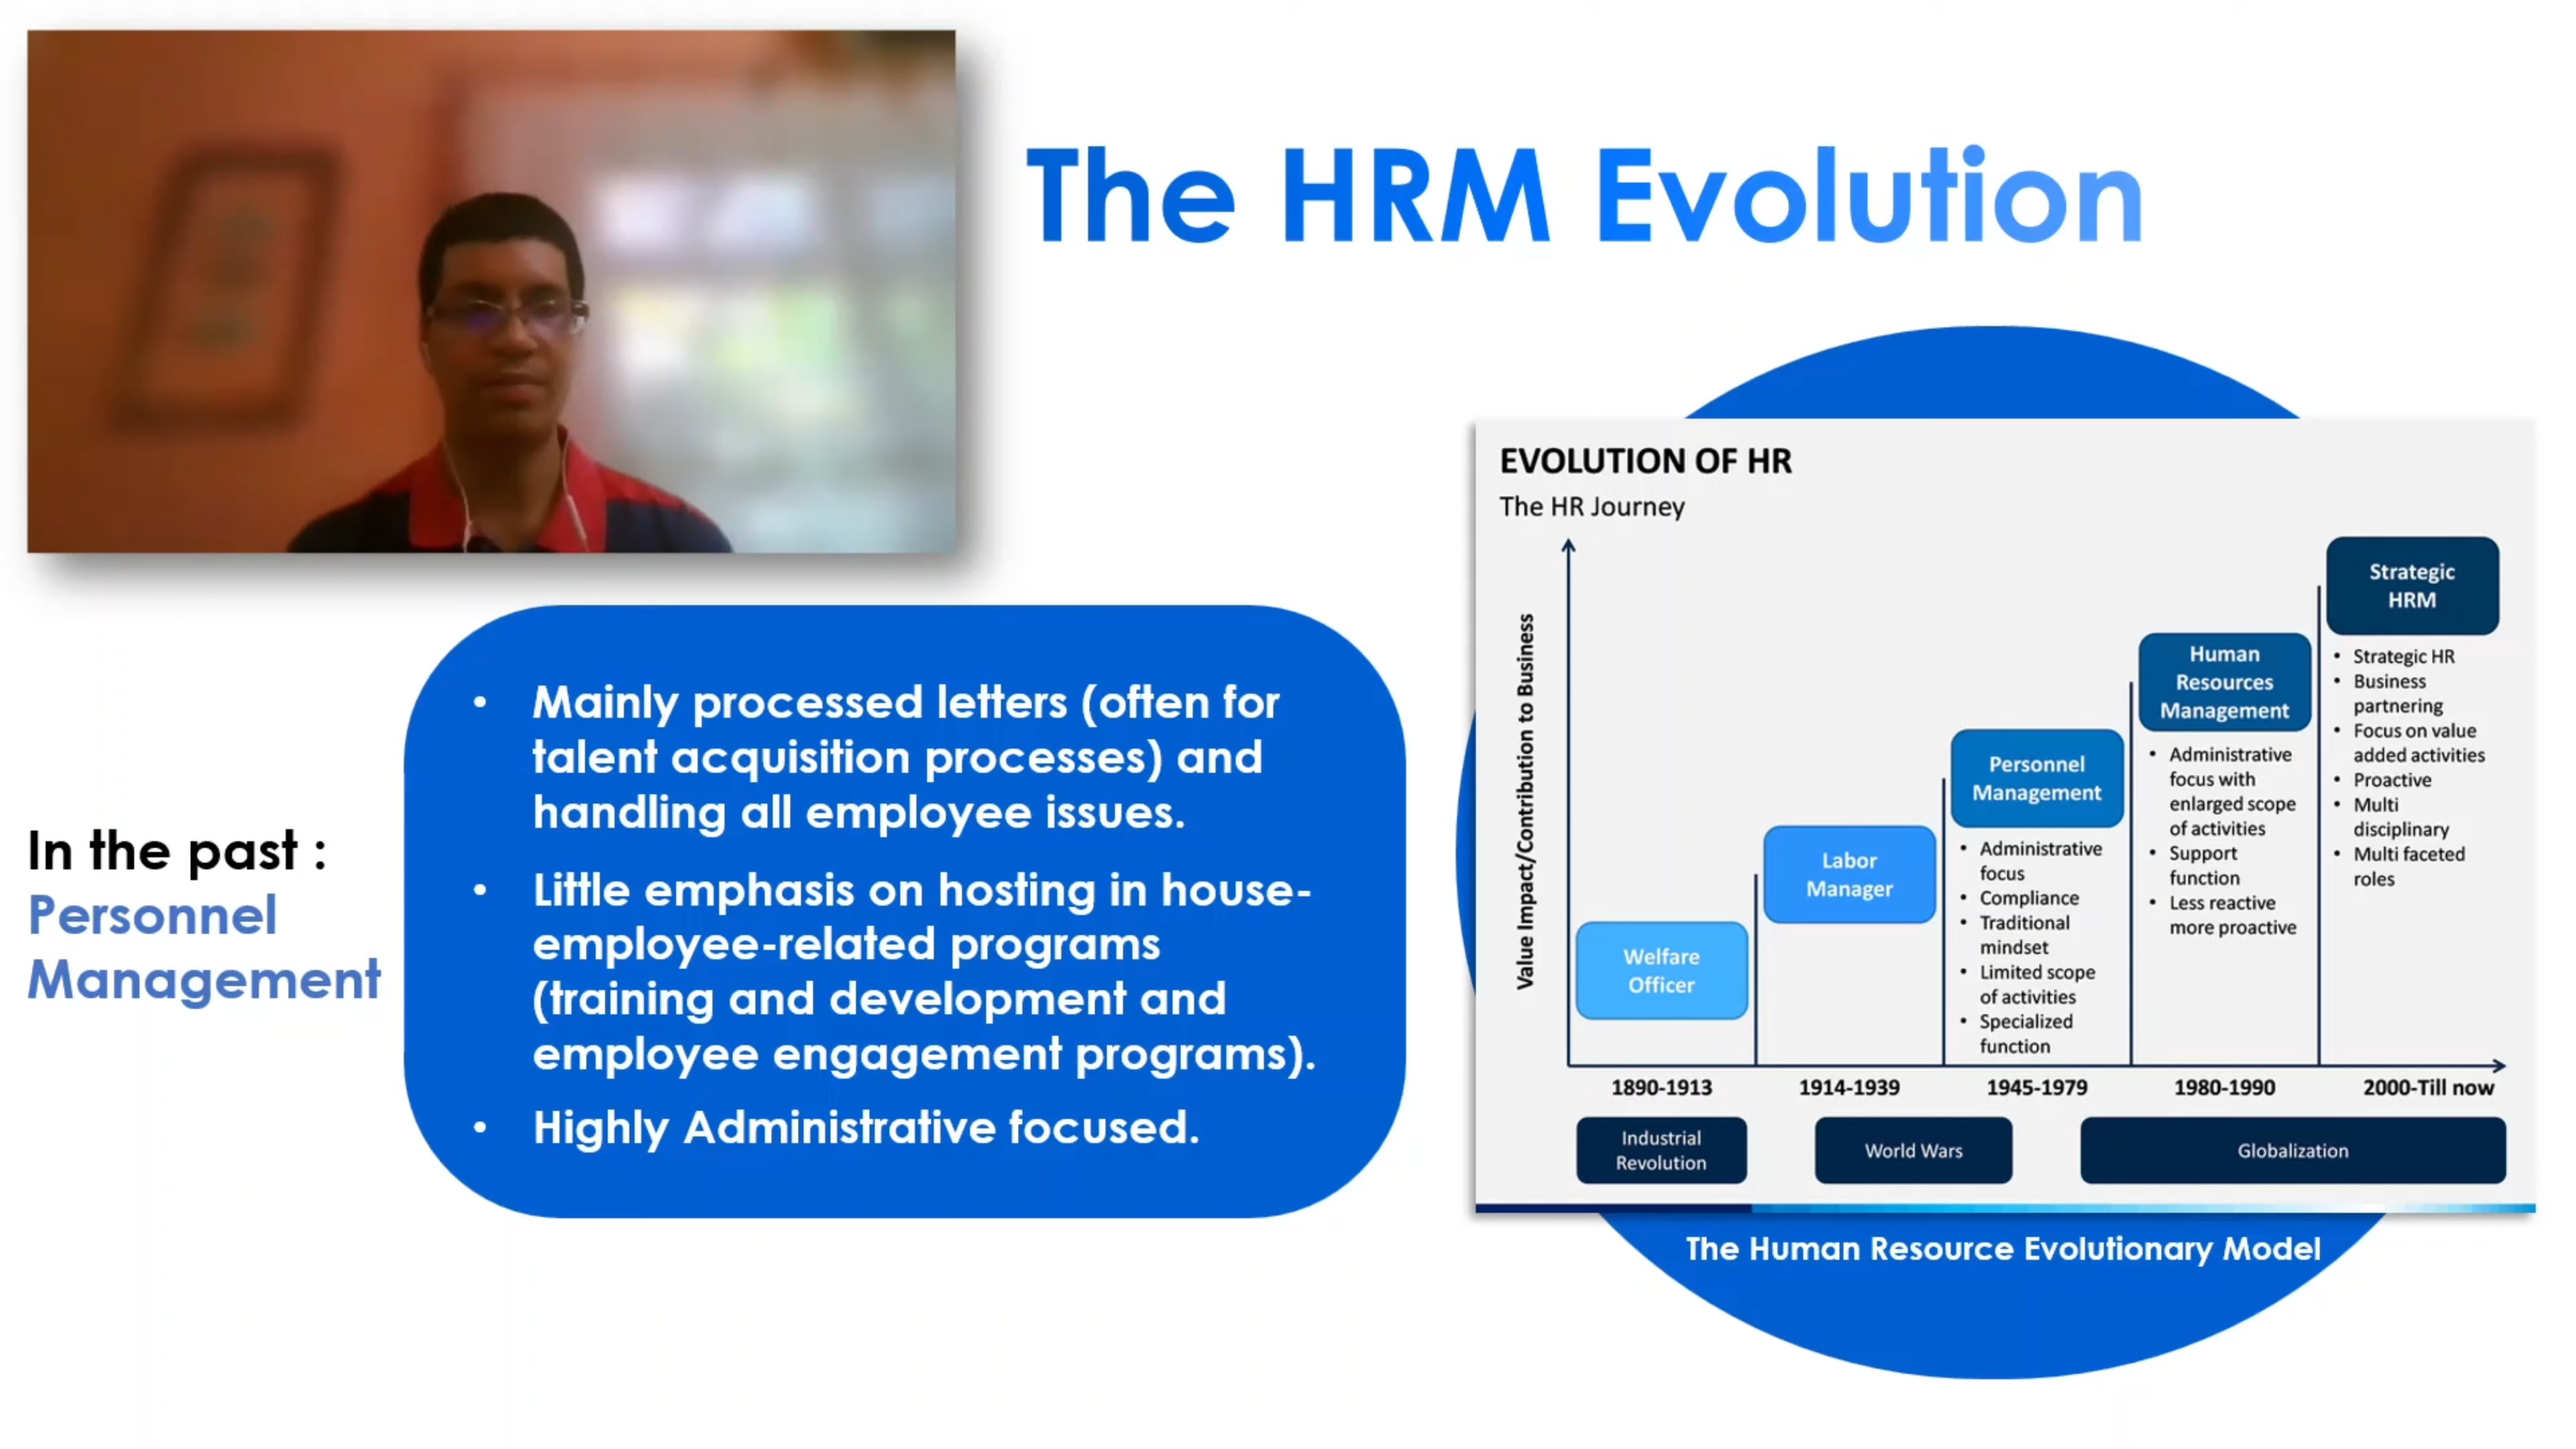 The HRM Evolution
In the past :
Personnel
Management
• Mainly processed letters (often for
talent acquisition processes) and
handling all employee issues.
• Little emphasis on hosting in house-
employee-related programs
(training and development and
employee engagement programs).
• Highly Administrative focused.
EVOLUTION OF HR
The HR Journey
Value Impact/Contribution to Business
Welfare
Officer
Labor
Manager
Personnel
Management
• Administrative
focus
• Compliance
• Traditional
mindset
• Limited scope
of activities
• Specialized
function
Human
Resources
Management
• Administrative
focus with
enlarged scope
of activities
• Support
function
• Less reactive
more proactive
Strategic
HRM
• Strategic HR
• Business
partnering
• Focus on value
added activities
• Proactive
• Multi
disciplinary
• Multi faceted
roles
1890-1913
1914-1939
1945-1979
1980-1990
2000-Till now
Industrial
Revolution
World Wars
Globalization
The Human Resource Evolutionary Model